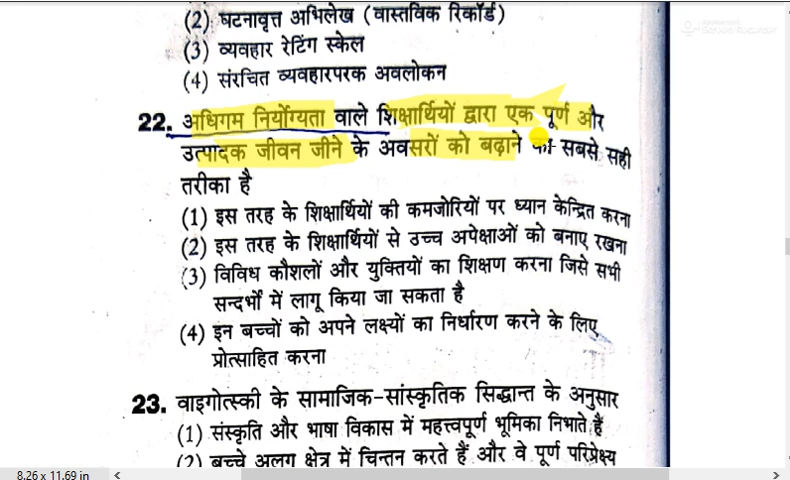 (2) घटनावृत्त अभिलेख (वास्तविक रिकॉर्ड)
(3) व्यवहार रेटिंग स्केल
(4) संरचित व्यवहारपरक अवलोकन
22. अधिगम निर्योग्यता वाले शिक्षार्थियों द्वारा एक पूर्ण और
उत्पादक जीवन जीने के अवसरों को बढ़ाने का सबसे सही
तरीका है
(1) इस तरह के शिक्षार्थियों की कमजोरियों पर ध्यान केन्द्रित करना
(2) इस तरह के शिक्षार्थियों से उच्च अपेक्षाओं को बनाए रखना
(3) विविध कौशलों और युक्तियों का शिक्षण करना जिसे सभी
सन्दर्भों में लागू किया जा सकता है
(4) इन बच्चों को अपने लक्ष्यों का निर्धारण करने के लिए
प्रोत्साहित करना
23. वाइगोत्स्की के सामाजिक-सांस्कृतिक सिद्धान्त के अनुसार
(1) संस्कृति और भाषा विकास में महत्त्वपूर्ण भूमिका निभाते हैं
(2) बच्चे अलग क्षेत्र में चिन्तन करते हैं और वे पूर्ण परिप्रेक्ष्य
8.26 x 11.69 in